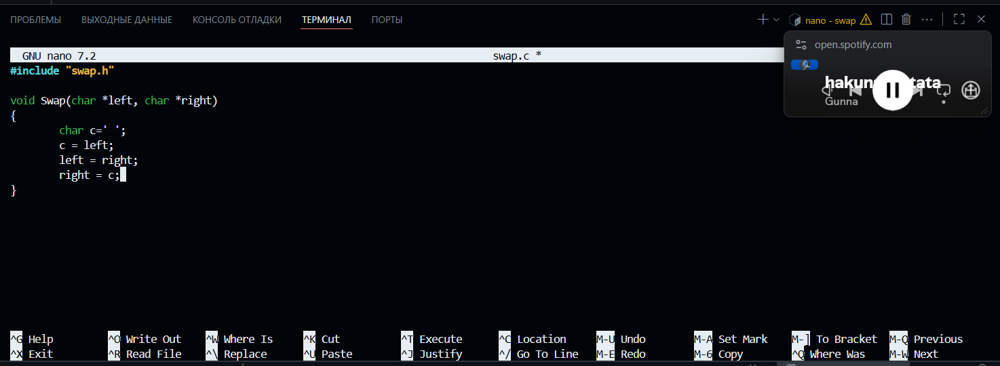 ПРОБЛЕМЫ ВЫХОДНЫЕ ДАННЫЕ КОНСОЛЬ ОТЛАДКИ ТЕРМИНАЛ ПОРТЫ
nano - swap
open.spotify.com
Gunna
GNU nano 7.2 swap.c *
#include "swap.h"
void Swap(char *left, char *right)
{
char c=' ';
c = left;
left = right;
right = c;
}
^G Help ^O Write Out ^W Where Is ^K Cut ^T Execute ^C Location M-U Undo M-A Set Mark M-] To Bracket M-Q Previous
^X Exit ^R Read File ^\ Replace ^U Paste ^J Justify ^/ Go To Line M-E Redo M-6 Copy ^Q Where Was M-W Next